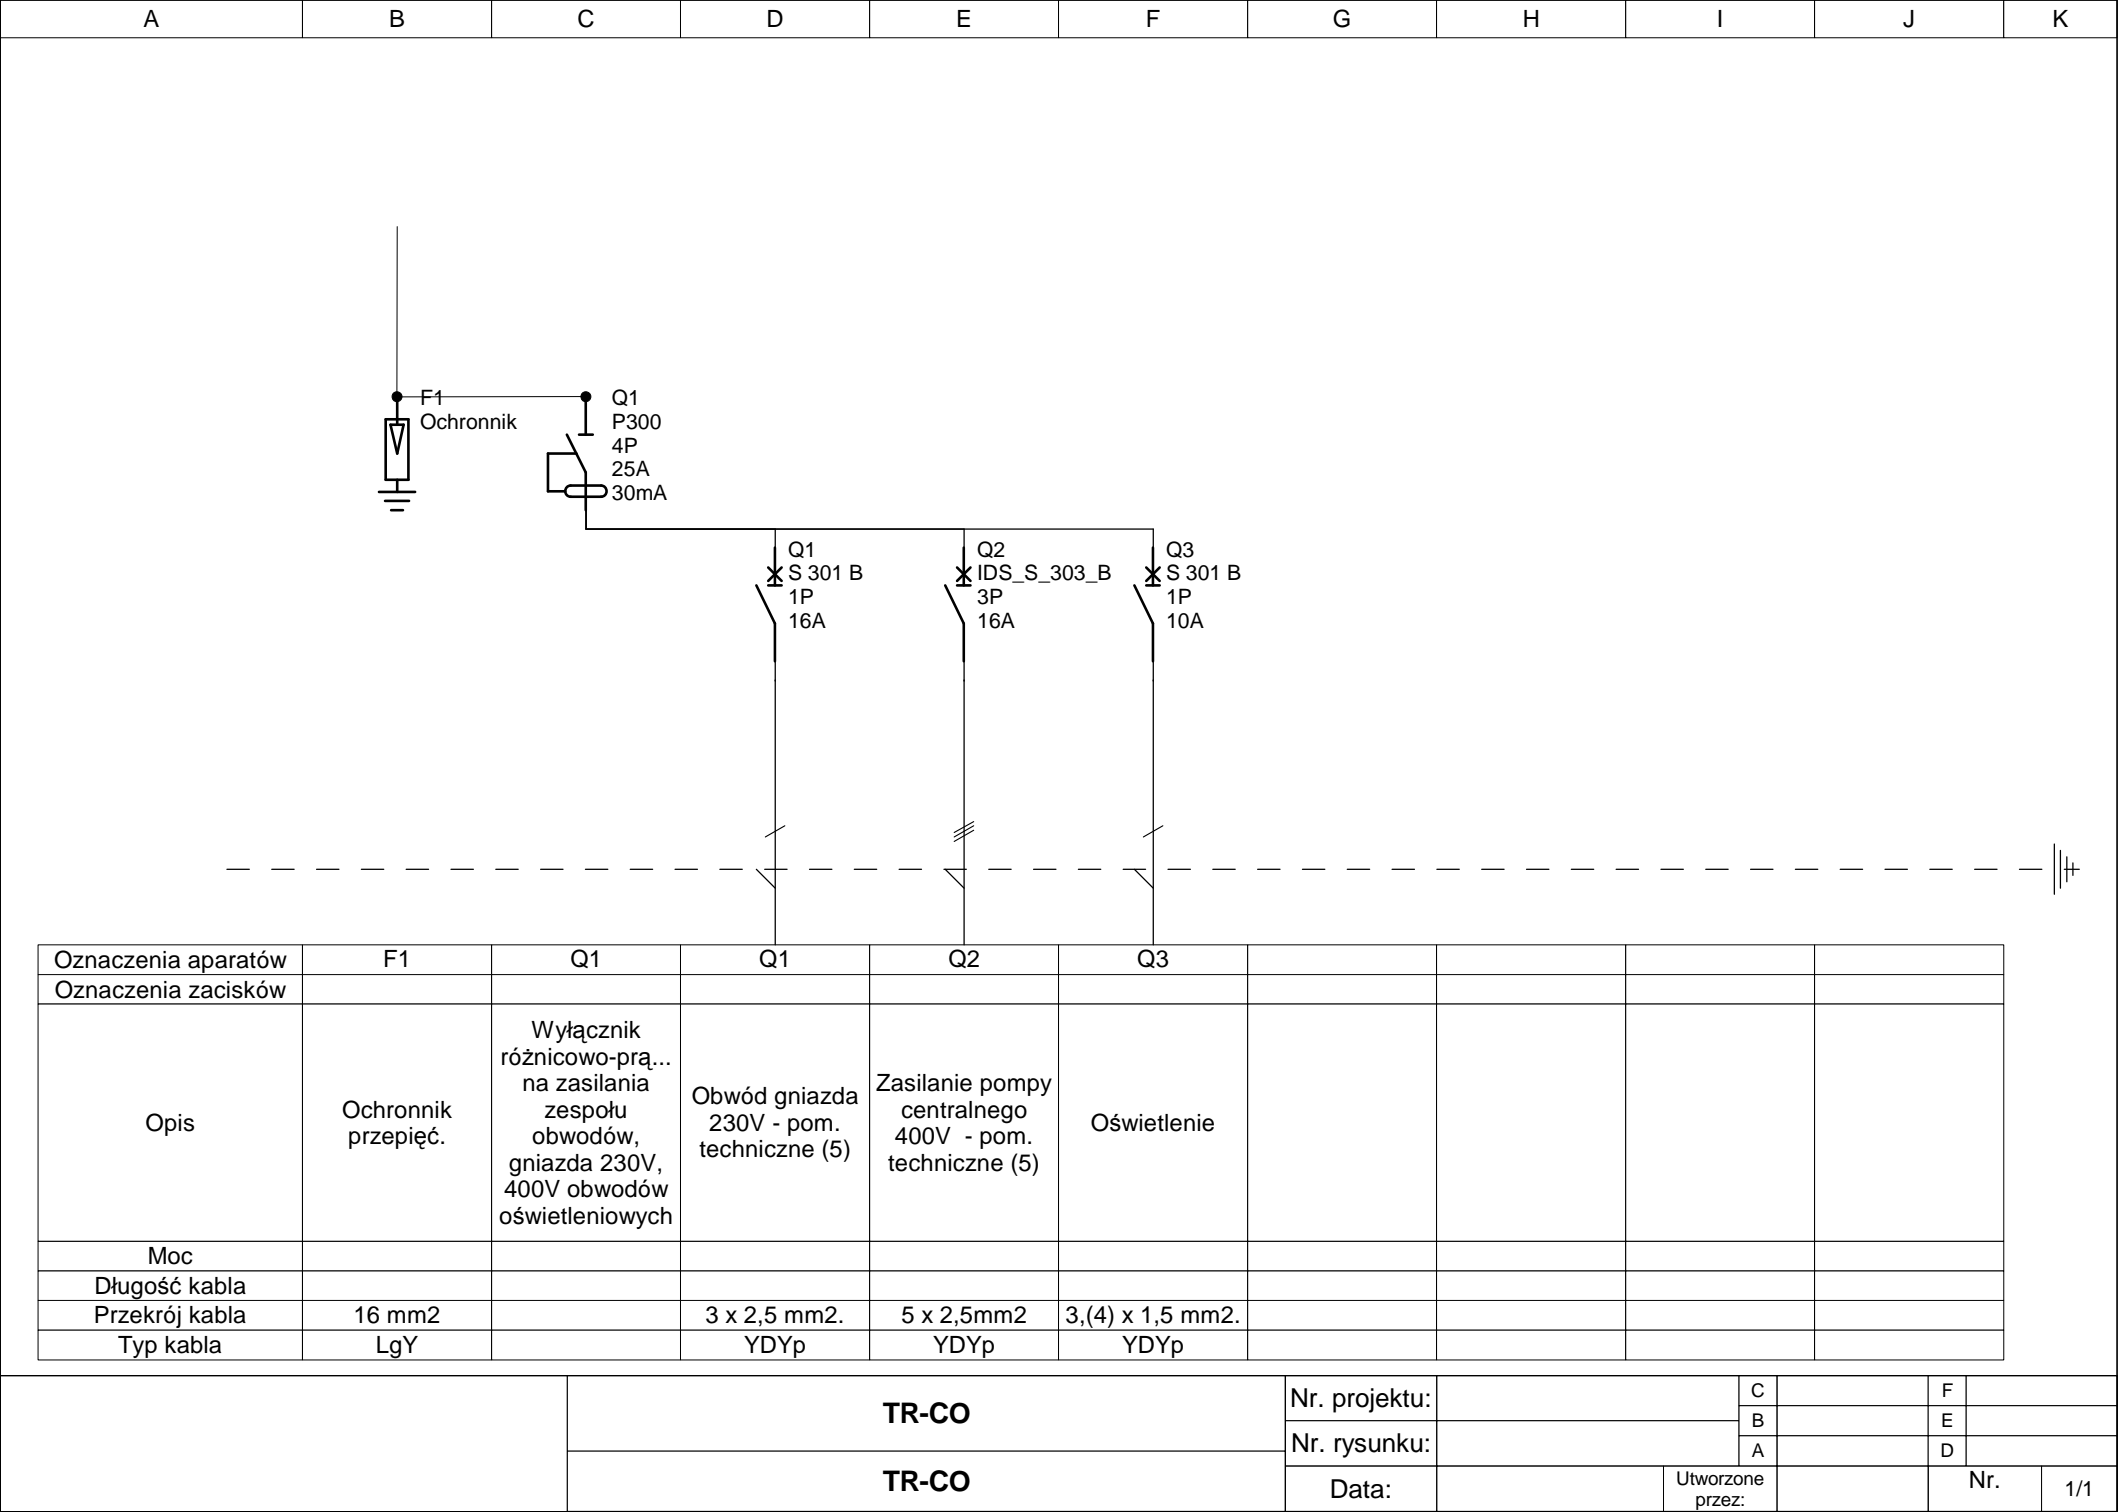 A B C D E F G H I J K
F1
Ochronnik
Q1
P300
4P
25A
30mA
Q1
S 301 B
1P
16A
Q2
IDS_S_303_B
3P
16A
Q3
S 301 B
1P
10A
Oznaczenia aparatów F1 Q1 Q1 Q2 Q3
Oznaczenia zacisków
Opis
Ochronnik
przepięć.
Wyłącznik
różnicowo-prą...
na zasilania
zespołu
obwodów,
gniazda 230V,
400V obwodów
oświetleniowych
Obwód gniazda
230V - pom.
techniczne (5)
Zasilanie pompy
centralnego
400V - pom.
techniczne (5)
Oświetlenie
Moc
Długość kabla
Przekrój kabla 16 mm2 3 x 2,5 mm2. 5 x 2,5mm2 3,(4) x 1,5 mm2.
Typ kabla LgY YDYp YDYp YDYp
TR-CO
TR-CO
Nr. projektu:
Nr. rysunku:
Data:
C F
B E
A D
Utworzone
przez:
Nr. 1/1